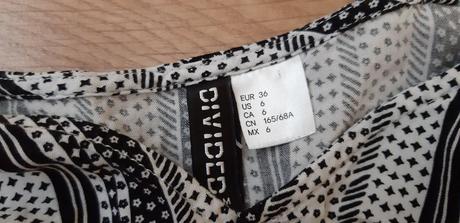 DIVIDED
EUR 36
US 6
CA 6
CN 165/68A
MX 6